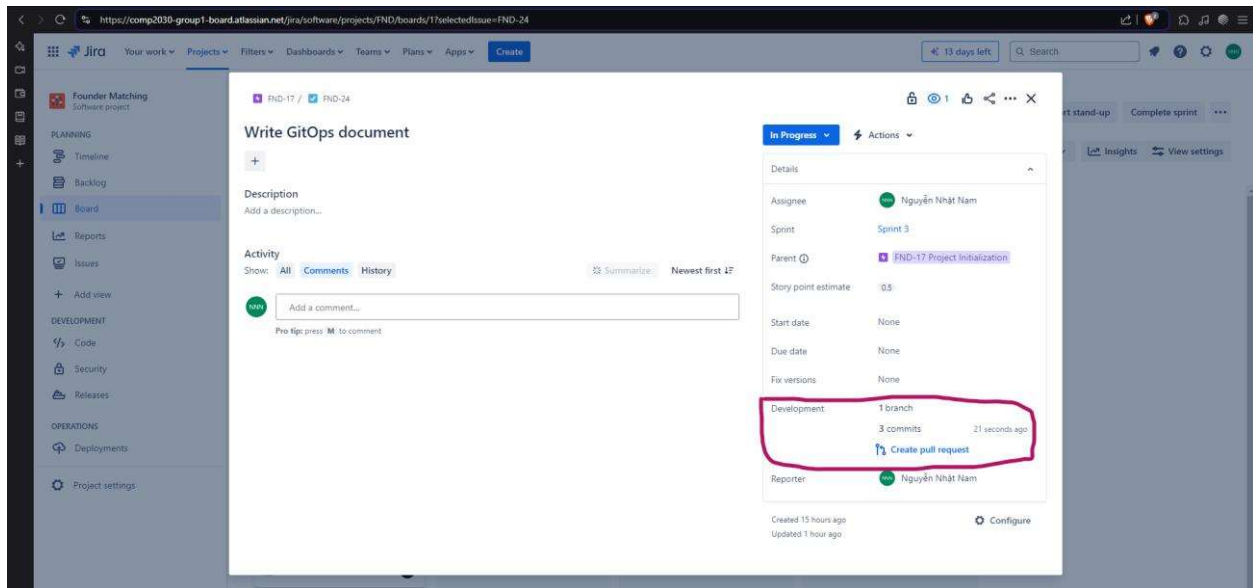 https://comp2030-group1-board.atlassian.net/jira/software/projects/FND/boards/1?selectedIssue=FND-24
Jira Your work Projects Filters Dashboards Teams Plans Apps Create 13 days left Search
Founder Matching
Software project
PLANNING
Timeline
Backlog
Board
Reports
Issues
+ Add view
DEVELOPMENT
Code
Security
Releases
OPERATIONS
Deployments
Project settings
FND-17 / FND-24
1
Write GitOps document
Description
Add a description...
Activity
Show: All Comments History
Summarize Newest first
NNN Add a comment...
Pro tip: press M to comment
In Progress Actions
Details
Assignee Nguyễn Nhật Nam
Sprint Sprint 3
Parent FND-17 Project Initialization
Story point estimate 0.5
Start date None
Due date None
Fix versions None
Development 1 branch
3 commits 21 seconds ago
Create pull request
Reporter Nguyễn Nhật Nam
Created 15 hours ago Configure
Updated 1 hour ago
rt stand-up Complete sprint
Insights View settings